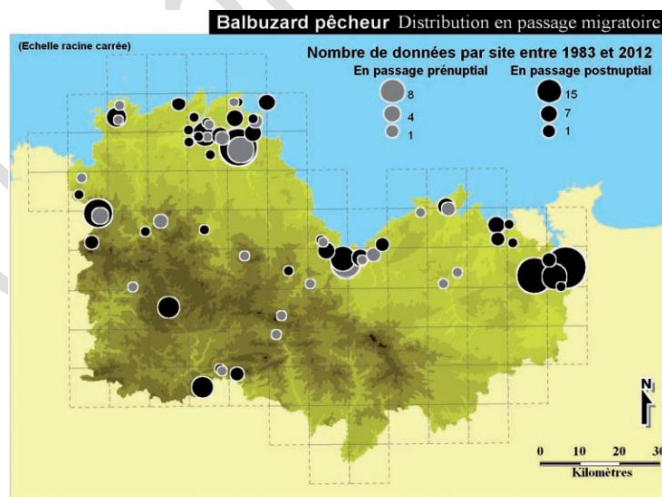 Balbuzard pêcheur Distribution en passage migratoire
(Echelle racine carrée)
Nombre de données par site entre 1983 et 2012
En passage prénuptial En passage postnuptial
8 15
4 7
1 1
N
0 10 20 30
Kilomètres